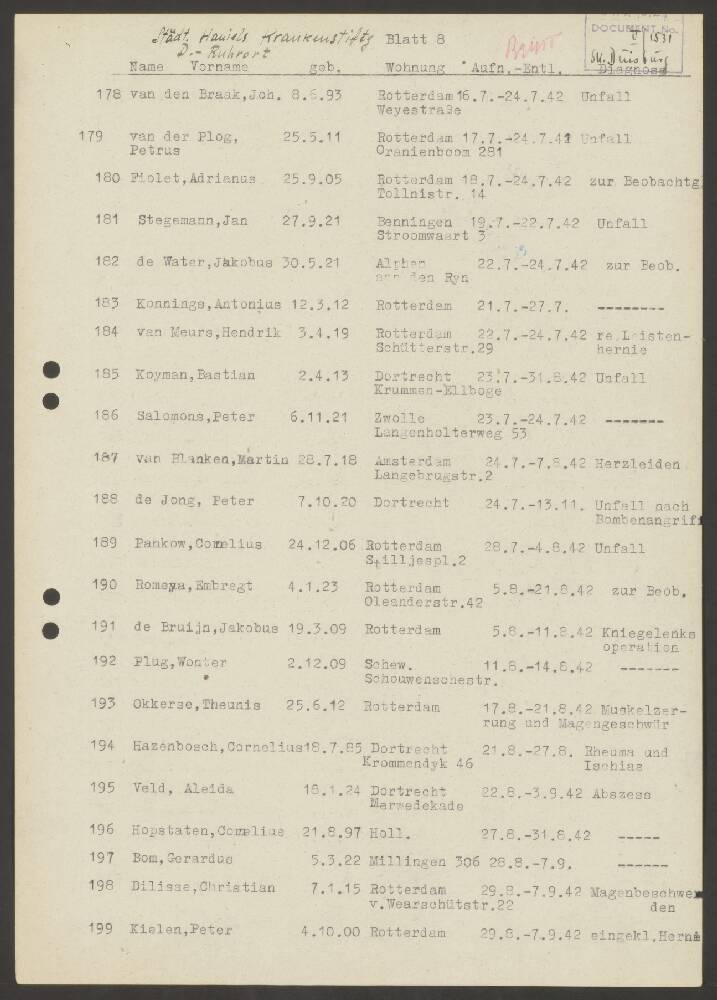 Städt. Haniels Krankenstiftg Blatt 8
D.- Ruhrort
DOCUMENT No.
V 1531
Sk. Duisburg
Name Vorname geb. Wohnung Aufn.-Entl. Diagnose
178 van den Braak,Joh. 8.6.93 Rotterdam 16.7.-24.7.42 Unfall
Weyestraße
179 van der Plog, 25.5.11 Rotterdam 17.7.-24.7.42 Unfall
Petrus Oranienboom 291
180 Piolet,Adrianus 25.9.05 Rotterdam 18.7.-24.7.42 zur Beobachtg
Tollnistr. 14
181 Stegemann,Jan 27.9.21 Benningen 19.7.-22.7.42 Unfall
Stroomwaart 3
182 de Water,Jakobus 30.5.21 Alphen 22.7.-24.7.42 zur Beob.
an den Ryn
183 Konnings,Antonius 12.3.12 Rotterdam 21.7.-27.7. --------
184 van Meurs,Hendrik 3.4.19 Rotterdam 22.7.-24.7.42 re.Leisten-
Schütterstr.29 hernie
185 Koyman,Bastian 2.4.13 Dortrecht 23.7.-31.8.42 Unfall
Krummen-Ellboge
186 Salomons,Peter 6.11.21 Zwolle 23.7.-24.7.42 -------
Langenholterweg 53
187 van Blanken,Martin 28.7.18 Amsterdam 24.7.-7.8.42 Herzleiden
Langebrugstr.2
188 de Jong, Peter 7.10.20 Dortrecht 24.7.-13.11. Unfall nach
Bombenangriff
189 Pankow,Cornelius 24.12.06 Rotterdam 28.7.-4.8.42 Unfall
Stilljespl.2
190 Romeya,Embregt 4.1.23 Rotterdam 5.8.-21.8.42 zur Beob.
Oleanderstr.42
191 de Bruijn,Jakobus 19.3.09 Rotterdam 5.8.-11.8.42 Kniegelenks
operation
192 Plug,Wonter 2.12.09 Schew. 11.8.-14.8.42 -------
Schouwenschestr.
193 Okkerse,Theunis 25.6.12 Rotterdam 17.8.-21.8.42 Muskelzer-
rung und Magengeschwür
194 Hazenbosch,Cornelius 18.7.85 Dortrecht 21.8.-27.8. Rheuma und
Krommendyk 46 Ischias
195 Veld, Aleida 18.1.24 Dortrecht 22.8.-3.9.42 Abszess
Merwedekade
196 Hopstaten,Cornelius 21.8.97 Holl. 27.8.-31.8.42 -----
197 Bom,Gerardus 5.3.22 Millingen 306 28.8.-7.9. ------
198 Dilisse,Christian 7.1.15 Rotterdam 29.8.-7.9.42 Magenbeschwer
v.Wearschütstr.22 den
199 Kielen,Peter 4.10.00 Rotterdam 29.8.-7.9.42 eingekl.Hernie